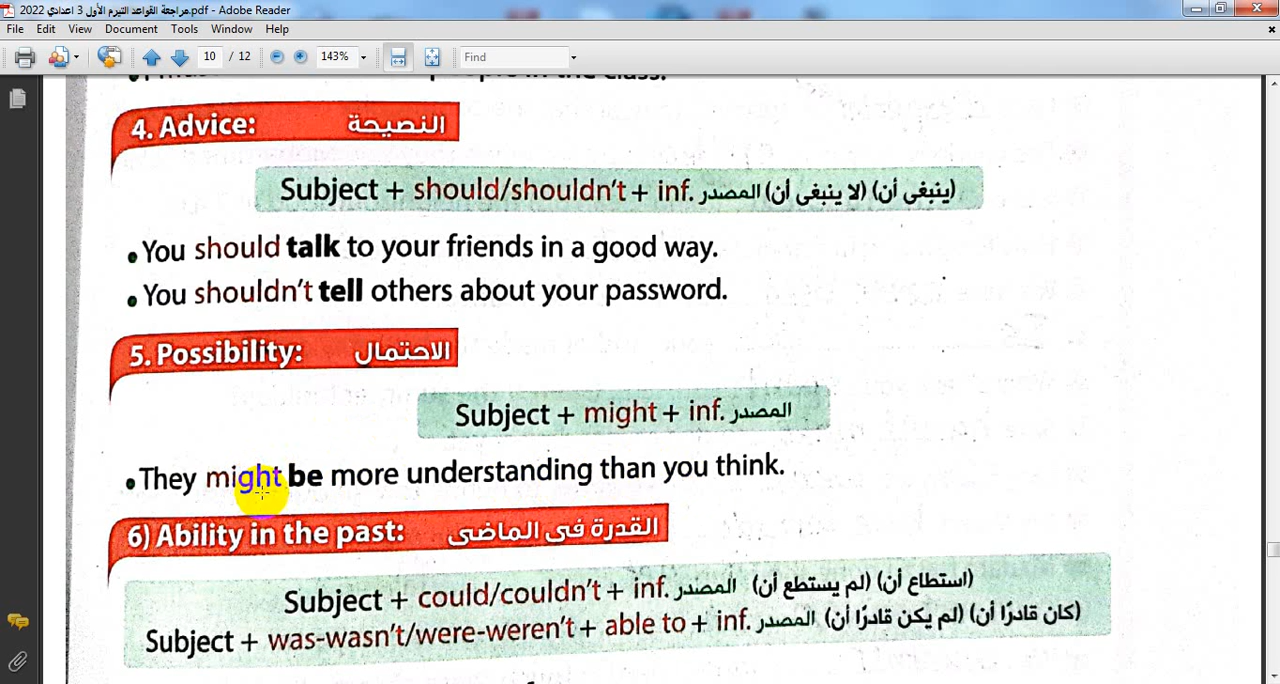 مراجعة القواعد التيرم الأول 3 اعدادي 2022.pdf - Adobe Reader
File Edit View Document Tools Window Help
10 / 12 143% Find
in the class.
4. Advice: النصيحة
Subject + should/shouldn't + inf. المصدر (ينبغى أن) (لا ينبغى أن)
• You should talk to your friends in a good way.
• You shouldn't tell others about your password.
5. Possibility: الاحتمال
Subject + might + inf. المصدر
• They might be more understanding than you think.
6) Ability in the past: القدرة فى الماضى
Subject + could/couldn't + inf. المصدر (استطاع أن) (لم يستطع أن)
Subject + was-wasn't/were-weren't + able to + inf. المصدر (كان قادرًا أن) (لم يكن قادرًا أن)